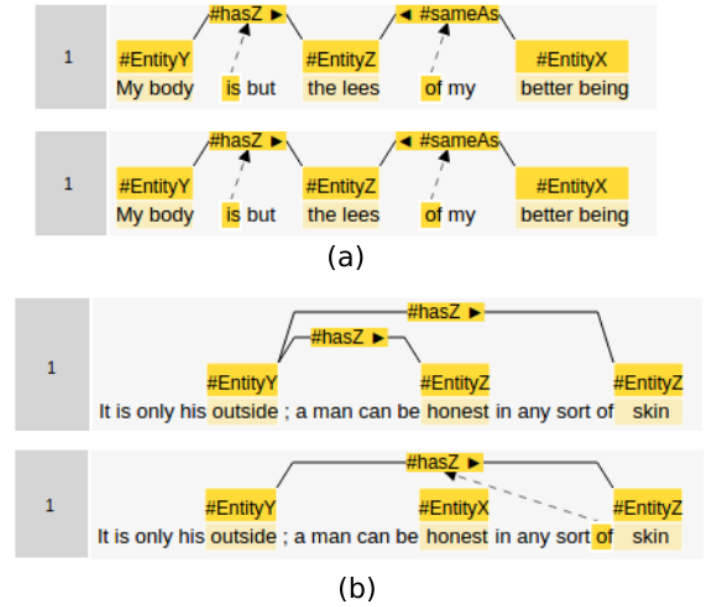 #hasZ ► ◄ #sameAs
1 #EntityY #EntityZ #EntityX
My body is but the lees of my better being
#hasZ ► ◄ #sameAs
1 #EntityY #EntityZ #EntityX
My body is but the lees of my better being
(a)
#hasZ ►
#hasZ ►
1 #EntityY #EntityZ #EntityZ
It is only his outside ; a man can be honest in any sort of skin
#hasZ ►
1 #EntityY #EntityX #EntityZ
It is only his outside ; a man can be honest in any sort of skin
(b)